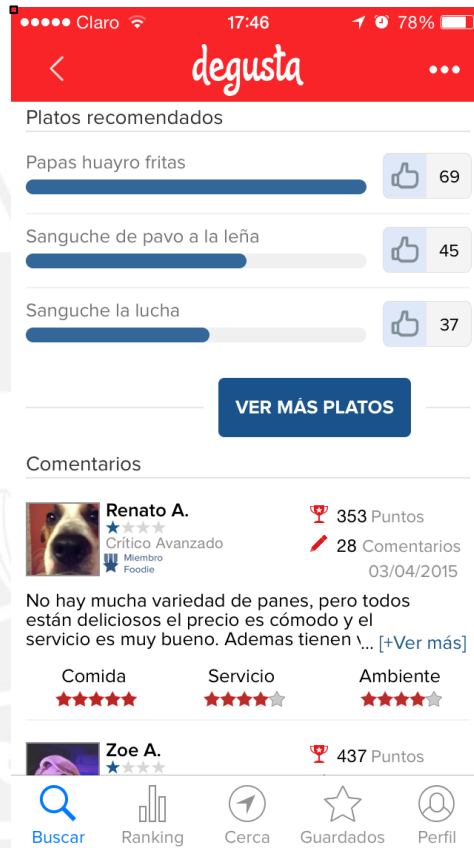 Claro 17:46 78%
degusta
Platos recomendados
Papas huayro fritas
69
Sanguche de pavo a la leña
45
Sanguche la lucha
37
VER MÁS PLATOS
Comentarios
Renato A.
353 Puntos
Crítico Avanzado
28 Comentarios
Miembro
Foodie
03/04/2015
No hay mucha variedad de panes, pero todos
están deliciosos el precio es cómodo y el
servicio es muy bueno. Ademas tienen ... [+Ver más]
Comida Servicio Ambiente
Zoe A.
437 Puntos
Buscar Ranking Cerca Guardados Perfil